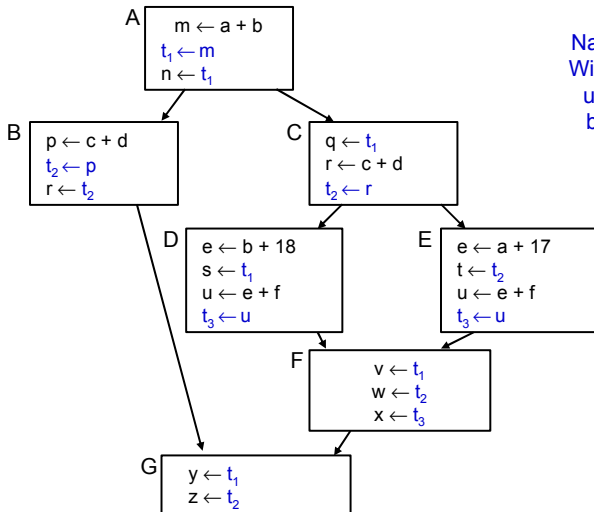 A
m ← a + b
t₁ ← m
n ← t₁
B
p ← c + d
t₂ ← p
r ← t₂
C
q ← t₁
r ← c + d
t₂ ← r
D
e ← b + 18
s ← t₁
u ← e + f
t₃ ← u
E
e ← a + 17
t ← t₂
u ← e + f
t₃ ← u
F
v ← t₁
w ← t₂
x ← t₃
G
y ← t₁
z ← t₂